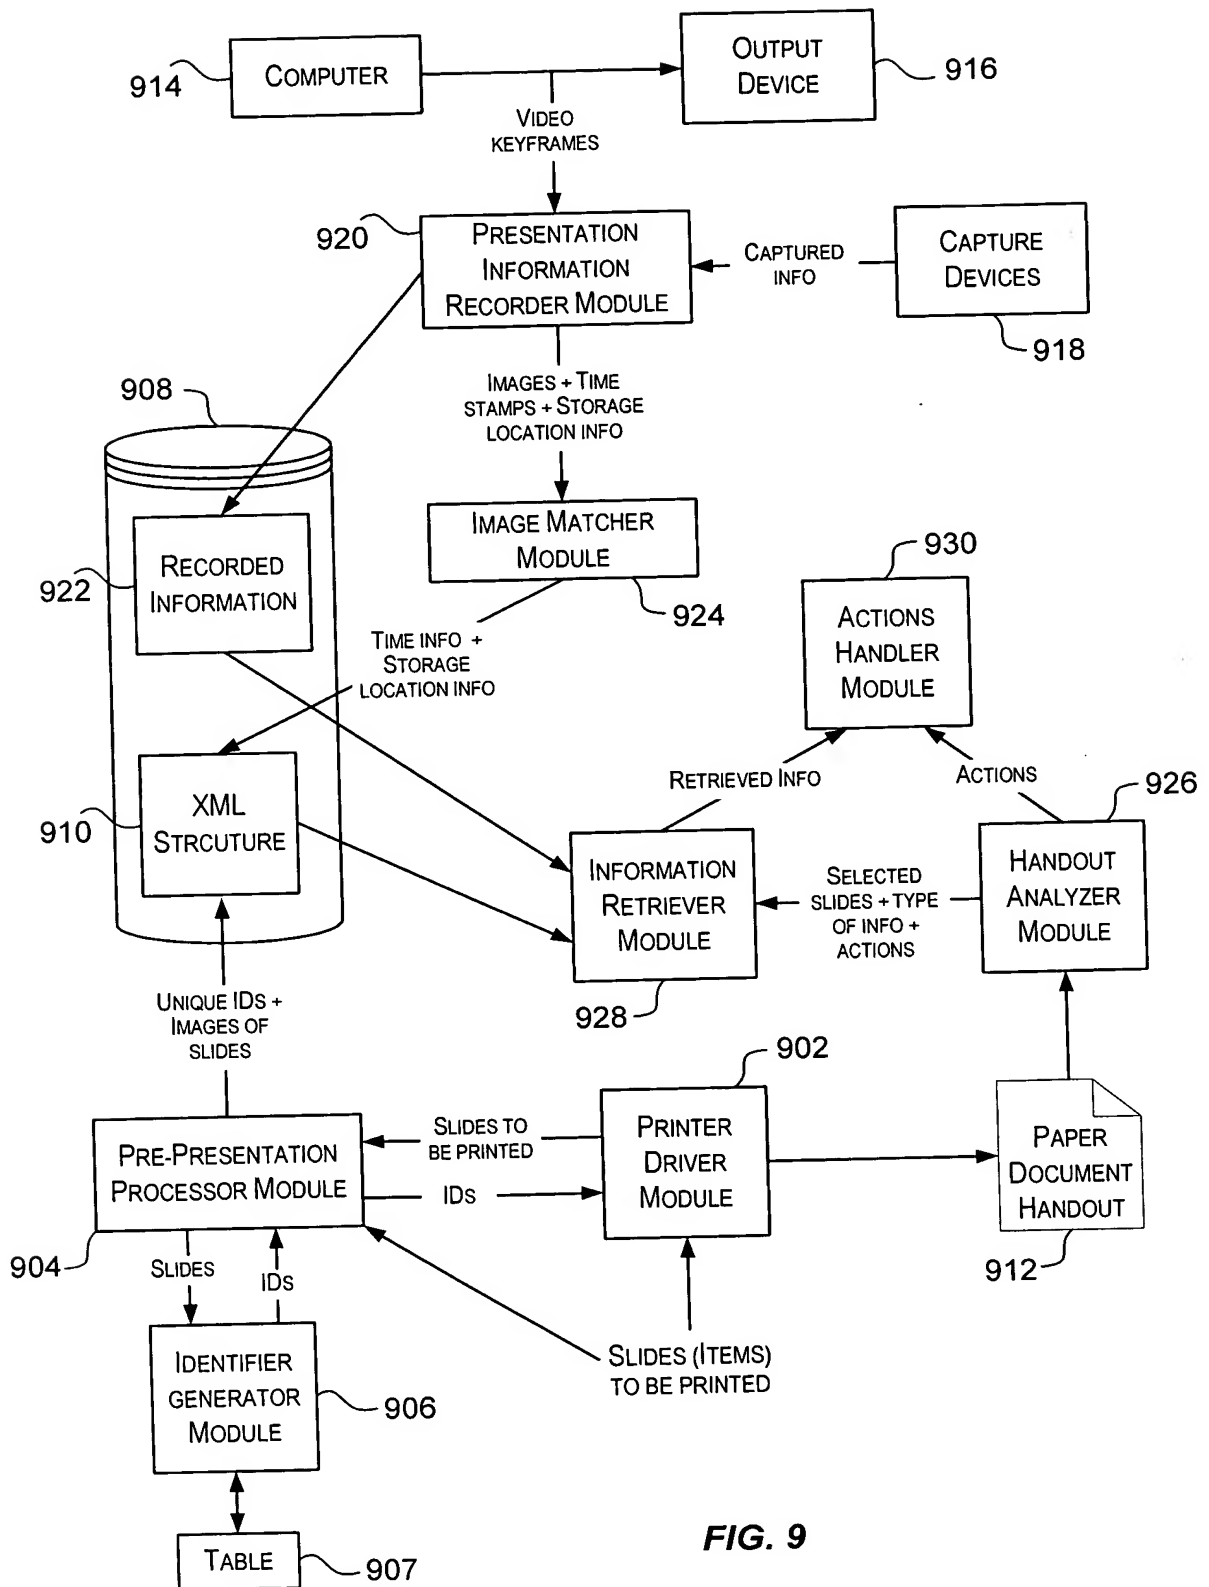 COMPUTER
914
OUTPUT
DEVICE
916
VIDEO
KEYFRAMES
920
PRESENTATION
INFORMATION
RECORDER MODULE
CAPTURED
INFO
CAPTURE
DEVICES
918
IMAGES + TIME
STAMPS + STORAGE
LOCATION INFO
908
IMAGE MATCHER
MODULE
924
930
RECORDED
INFORMATION
922
ACTIONS
HANDLER
MODULE
TIME INFO +
STORAGE
LOCATION INFO
XML
STRCUTURE
910
RETRIEVED INFO
ACTIONS
926
INFORMATION
RETRIEVER
MODULE
928
SELECTED
SLIDES + TYPE
OF INFO +
ACTIONS
HANDOUT
ANALYZER
MODULE
UNIQUE IDS +
IMAGES OF
SLIDES
902
PRE-PRESENTATION
PROCESSOR MODULE
904
SLIDES TO
BE PRINTED
IDS
PRINTER
DRIVER
MODULE
PAPER
DOCUMENT
HANDOUT
912
SLIDES
IDS
SLIDES (ITEMS)
TO BE PRINTED
IDENTIFIER
GENERATOR
MODULE
906
TABLE
907
FIG. 9